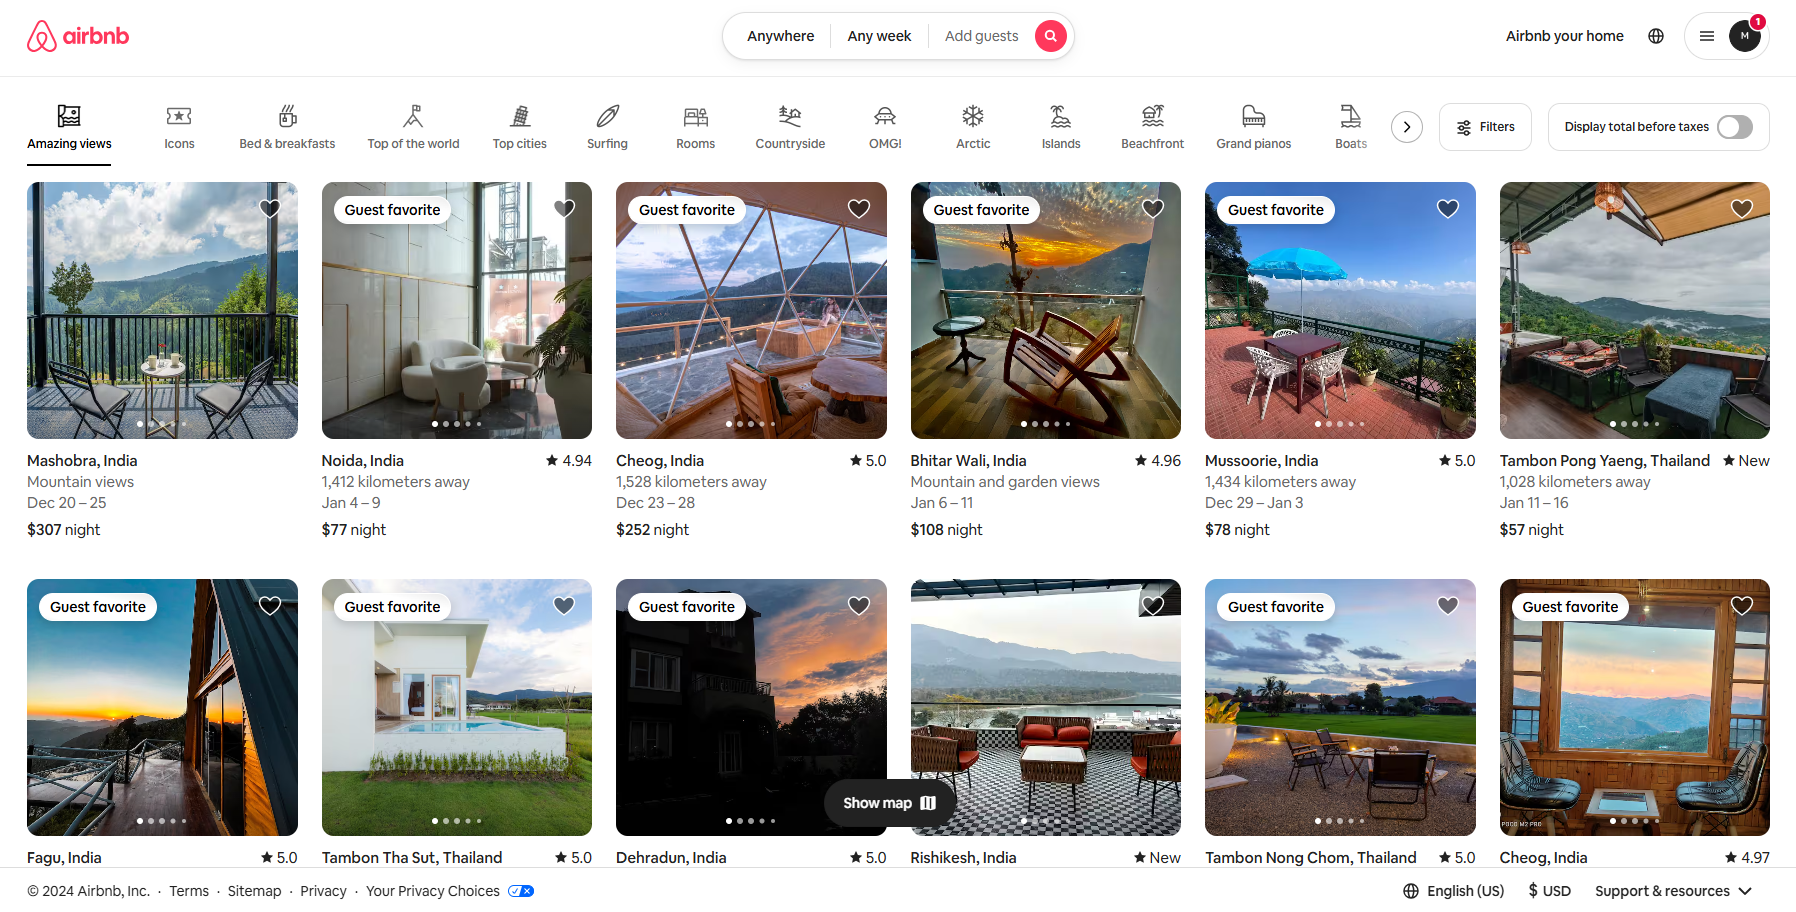 airbnb
Anywhere
Any week
Add guests
Airbnb your home
M
1
Amazing views
Icons
Bed & breakfasts
Top of the world
Top cities
Surfing
Rooms
Countryside
OMG!
Arctic
Islands
Beachfront
Grand pianos
Boats
Filters
Display total before taxes
Mashobra, India
Mountain views
Dec 20 – 25
$307 night
Guest favorite
Noida, India
4.94
1,412 kilometers away
Jan 4 – 9
$77 night
Guest favorite
Cheog, India
5.0
1,528 kilometers away
Dec 23 – 28
$252 night
Guest favorite
Bhitar Wali, India
4.96
Mountain and garden views
Jan 6 – 11
$108 night
Guest favorite
Mussoorie, India
5.0
1,434 kilometers away
Dec 29 – Jan 3
$78 night
Tambon Pong Yaeng, Thailand
New
1,028 kilometers away
Jan 11 – 16
$57 night
Guest favorite
Fagu, India
5.0
Guest favorite
Tambon Tha Sut, Thailand
5.0
Guest favorite
Dehradun, India
5.0
Rishikesh, India
New
Guest favorite
Tambon Nong Chom, Thailand
5.0
Guest favorite
POCO M2 PRO
Cheog, India
4.97
Show map
© 2024 Airbnb, Inc. · Terms · Sitemap · Privacy · Your Privacy Choices
English (US)
$ USD
Support & resources